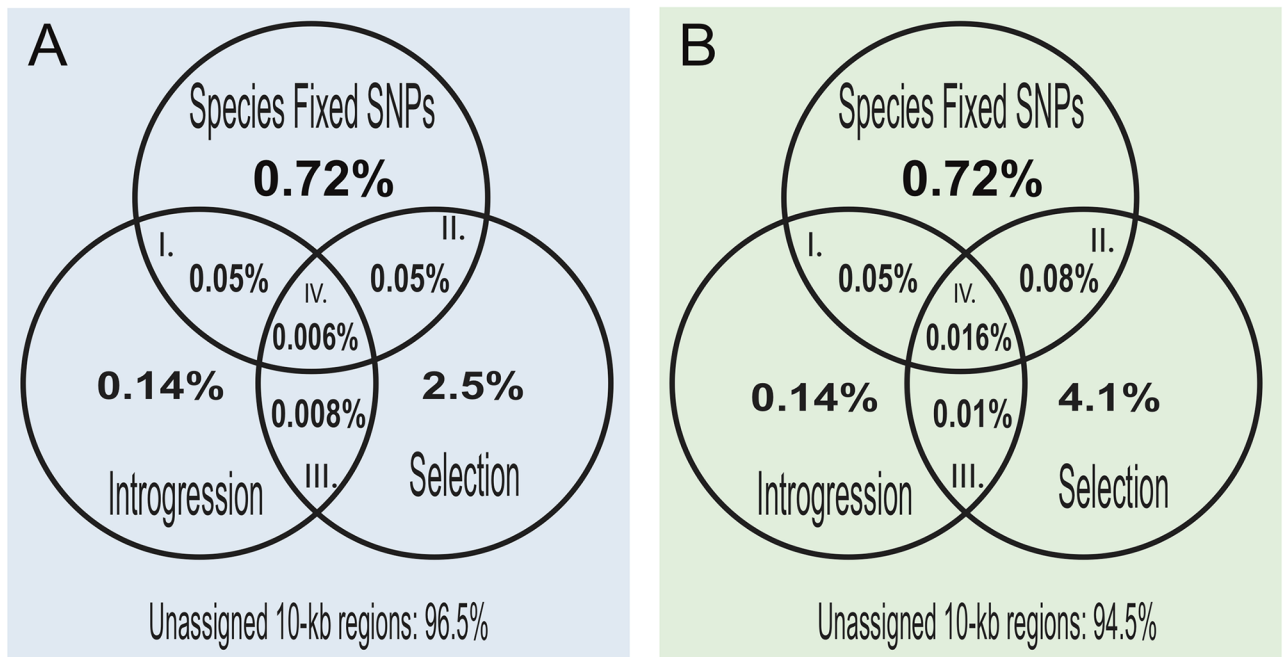 A
Species Fixed SNPs
0.72%
I.
II.
0.05%
0.05%
IV.
0.006%
0.14%
2.5%
0.008%
III.
Introgression
Selection
Unassigned 10-kb regions: 96.5%
B
Species Fixed SNPs
0.72%
I.
II.
0.05%
0.08%
IV.
0.016%
0.14%
4.1%
0.01%
III.
Introgression
Selection
Unassigned 10-kb regions: 94.5%